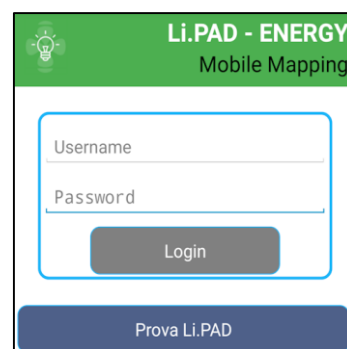 Li.PAD - ENERGY
Mobile Mapping
Username
Password
Login
Prova Li.PAD